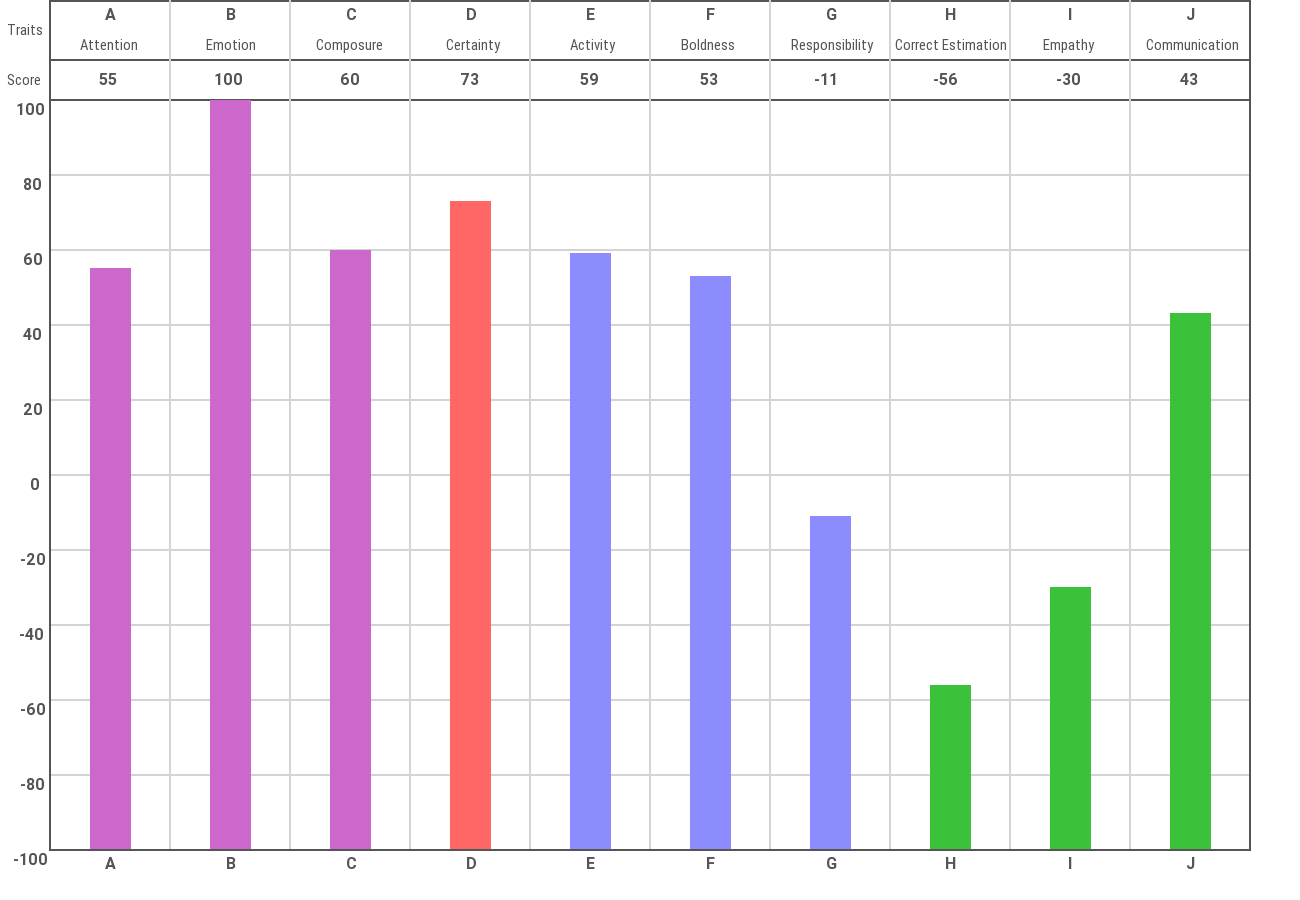 A B C D E F G H I J
Traits
Attention Emotion Composure Certainty Activity Boldness Responsibility Correct Estimation Empathy Communication
Score 55 100 60 73 59 53 -11 -56 -30 43
100
80
60
40
20
0
-20
-40
-60
-80
-100
A B C D E F G H I J